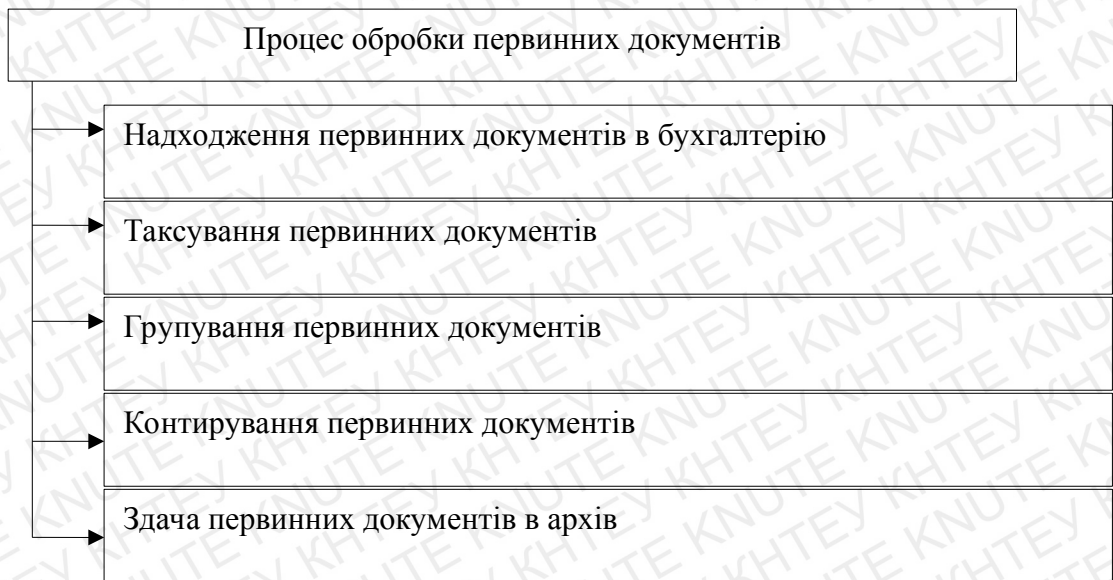 Процес обробки первинних документів
Надходження первинних документів в бухгалтерію
Таксування первинних документів
Групування первинних документів
Контирування первинних документів
Здача первинних документів в архів